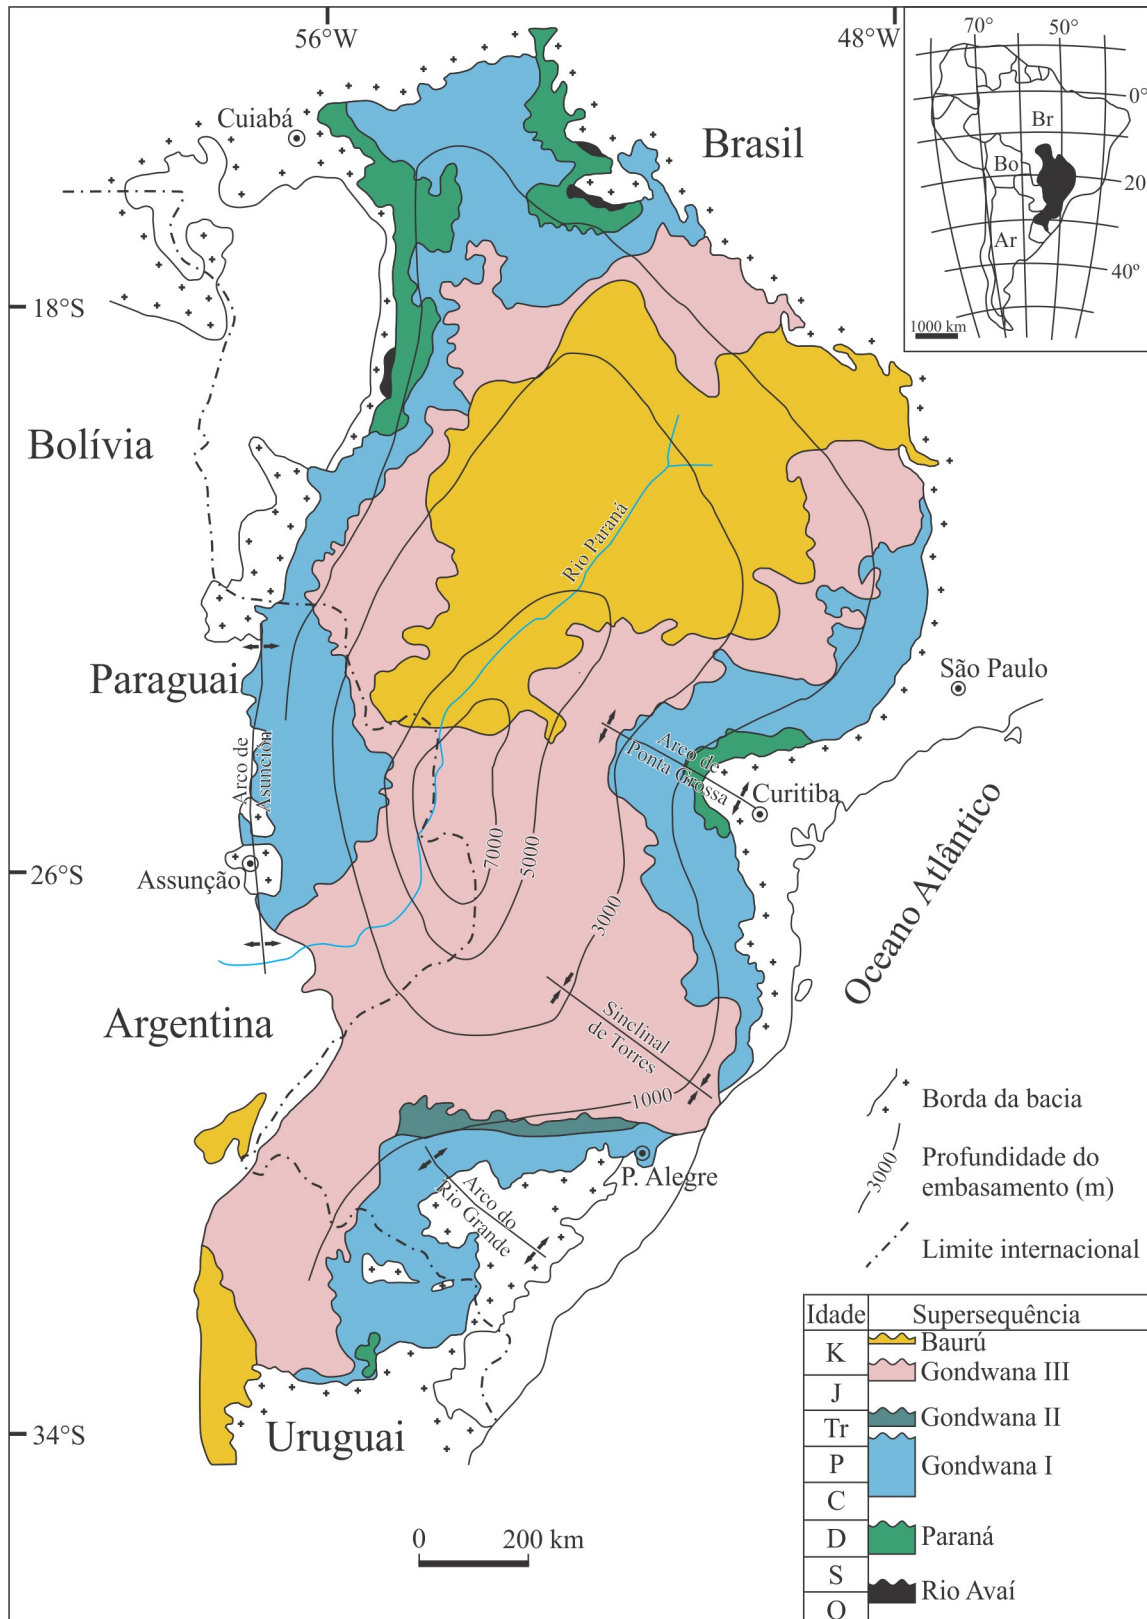 56°W
48°W
70°
50°
0°
Br
Bo
20
Ar
40º
1000 km
Cuiabá
Brasil
18°S
Bolívia
Rio Paraná
Paraguai
São Paulo
Arco de
Asunción
Arco de
Ponta Grossa
Curitiba
7000
5000
3000
26°S
Assunção
Oceano Atlântico
Argentina
Sinclinal
de Torres
1000
P. Alegre
Arco do
Rio Grande
Borda da bacia
3000
Profundidade do
embasamento (m)
Limite internacional
34°S
Uruguai
0 200 km
Idade Supersequência
K Baurú
Gondwana III
J
Gondwana II
Tr
P Gondwana I
C
D Paraná
S
Rio Avaí
O